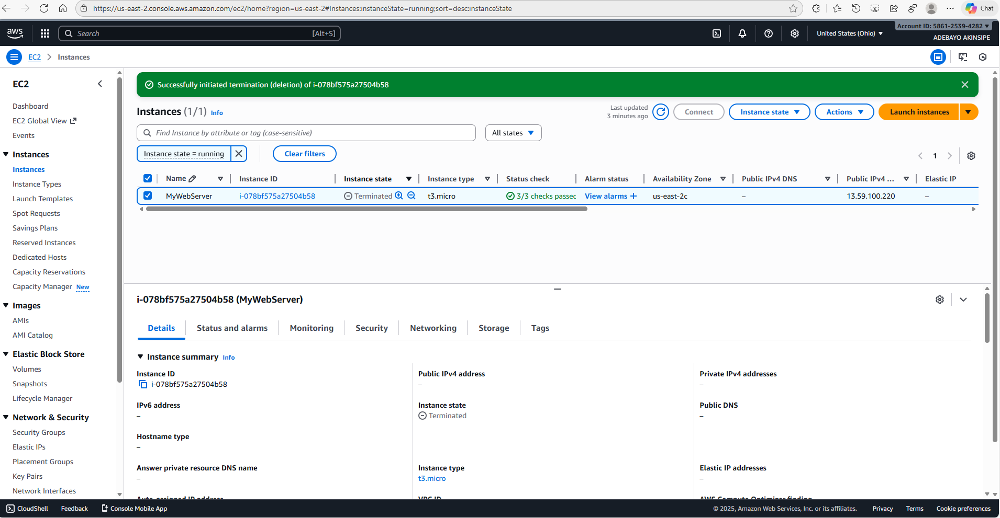 https://us-east-2.console.aws.amazon.com/ec2/home?region=us-east-2#Instances:instanceState=running;sort=desc:instanceState
Chat
aws
Search
[Alt+S]
United States (Ohio)
Account ID: 5861-2539-4282
ADEBAYO AKINSIPE
EC2
Instances
EC2
Dashboard
EC2 Global View
Events
Instances
Instances
Instance Types
Launch Templates
Spot Requests
Savings Plans
Reserved Instances
Dedicated Hosts
Capacity Reservations
Capacity Manager New
Images
AMIs
AMI Catalog
Elastic Block Store
Volumes
Snapshots
Lifecycle Manager
Network & Security
Security Groups
Elastic IPs
Placement Groups
Key Pairs
Network Interfaces
Successfully initiated termination (deletion) of i-078bf575a27504b58
Instances (1/1) Info
Last updated
3 minutes ago
Connect
Instance state
Actions
Launch instances
Find Instance by attribute or tag (case-sensitive)
All states
Instance state = running
Clear filters
1
Name
Instance ID
Instance state
Instance type
Status check
Alarm status
Availability Zone
Public IPv4 DNS
Public IPv4 ...
Elastic IP
MyWebServer
i-078bf575a27504b58
Terminated
t3.micro
3/3 checks passec
View alarms +
us-east-2c
–
13.59.100.220
–
i-078bf575a27504b58 (MyWebServer)
Details
Status and alarms
Monitoring
Security
Networking
Storage
Tags
Instance summary Info
Instance ID
i-078bf575a27504b58
Public IPv4 address
–
Private IPv4 addresses
–
IPv6 address
–
Instance state
Terminated
Public DNS
–
Hostname type
–
Answer private resource DNS name
–
Instance type
t3.micro
Elastic IP addresses
–
Auto-assigned IP address
VPC ID
AWS Compute Optimizer finding
CloudShell
Feedback
Console Mobile App
© 2025, Amazon Web Services, Inc. or its affiliates.
Privacy
Terms
Cookie preferences